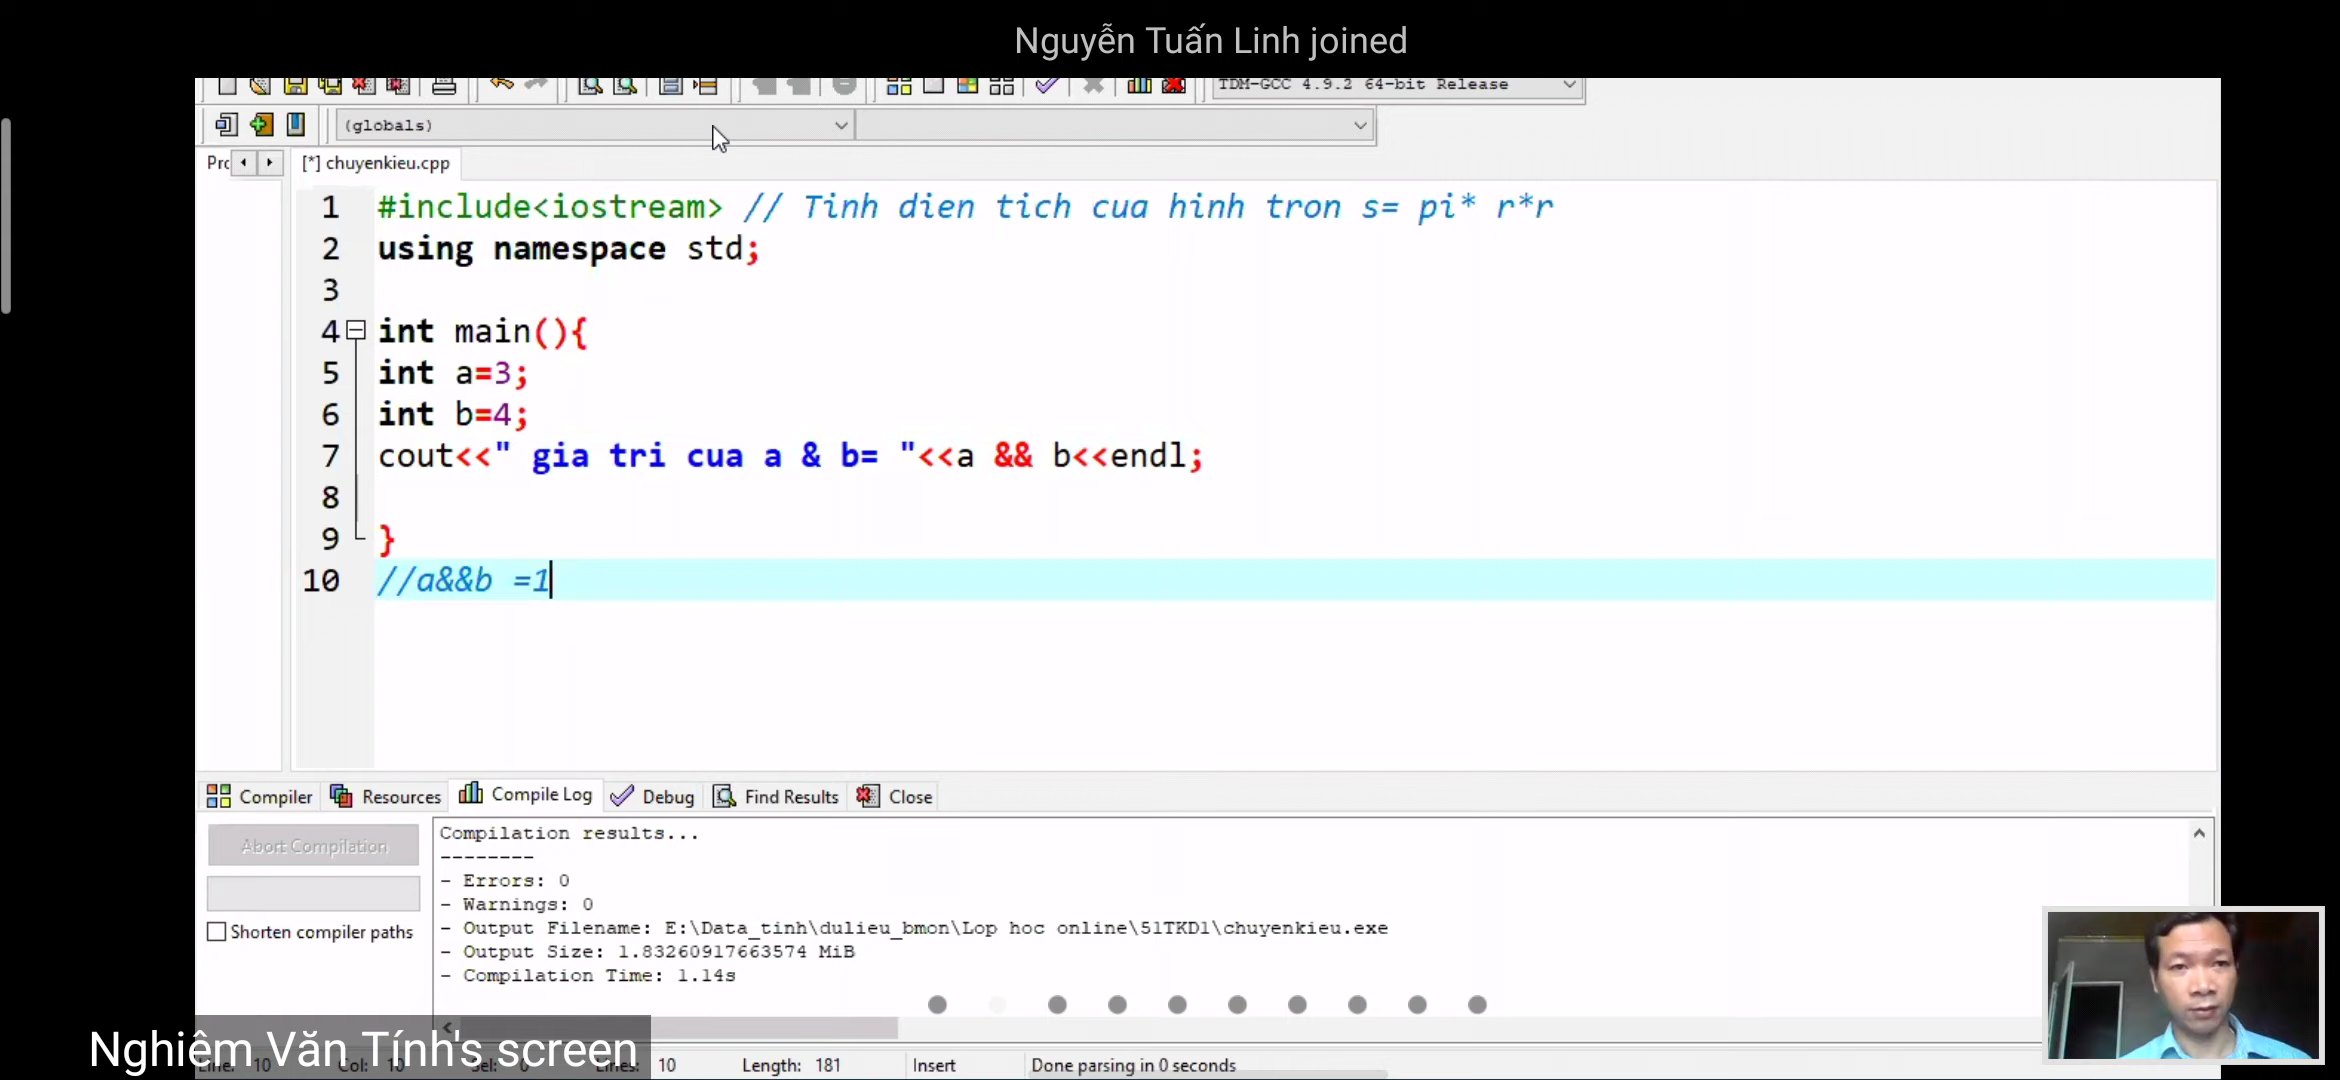 Nguyễn Tuấn Linh joined
TDM-GCC 4.9.2 64-bit Release
(globals)
Prc
[*] chuyenkieu.cpp
1 #include<iostream> // Tinh dien tich cua hinh tron s= pi* r*r
2 using namespace std;
3
4 int main(){
5 int a=3;
6 int b=4;
7 cout<<" gia tri cua a & b= "<<a && b<<endl;
8
9 }
10 //a&&b =1
Compiler Resources Compile Log Debug Find Results Close
Abort Compilation
Shorten compiler paths
Compilation results...
--------
- Errors: 0
- Warnings: 0
- Output Filename: E:\Data_tinh\dulieu_bmon\Lop hoc online\51TKD1\chuyenkieu.exe
- Output Size: 1.83260917663574 MiB
- Compilation Time: 1.14s
Nghiêm Văn Tính's screen
Line: 10 Col: 10 Sel: 0 Lines: 10 Length: 181 Insert Done parsing in 0 seconds